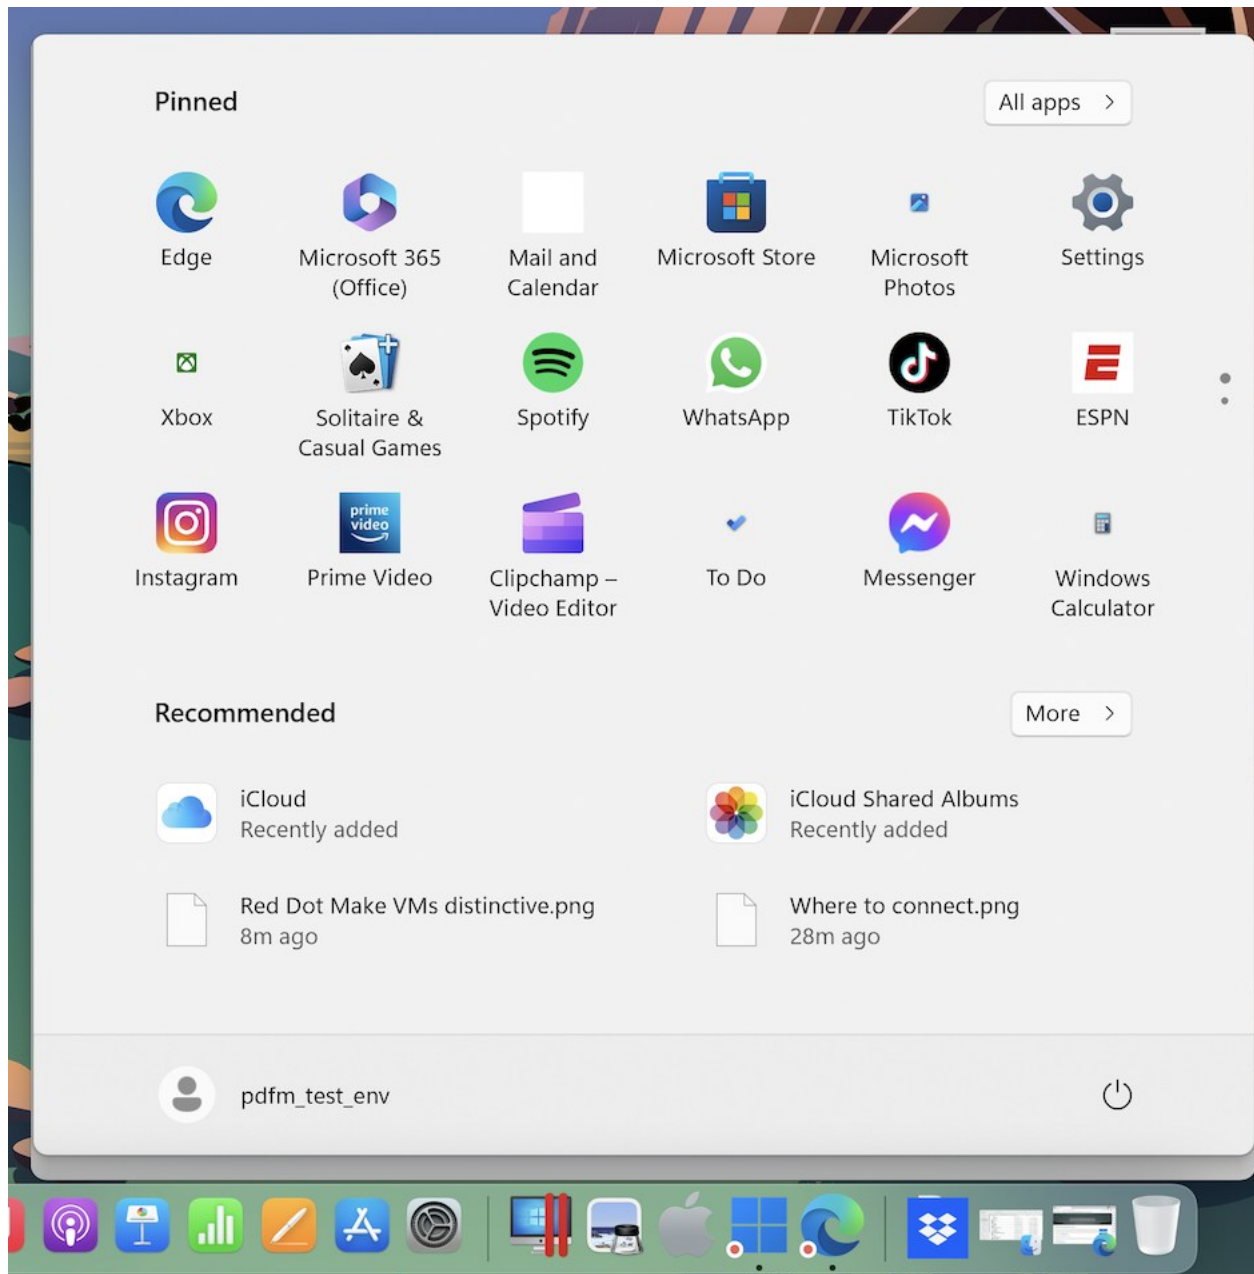 Pinned
All apps
Edge
Microsoft 365
(Office)
Mail and
Calendar
Microsoft Store
Microsoft
Photos
Settings
Xbox
Solitaire &
Casual Games
Spotify
WhatsApp
TikTok
ESPN
prime
video
Instagram
Prime Video
Clipchamp –
Video Editor
To Do
Messenger
Windows
Calculator
Recommended
More
iCloud
Recently added
iCloud Shared Albums
Recently added
Red Dot Make VMs distinctive.png
8m ago
Where to connect.png
28m ago
pdfm_test_env